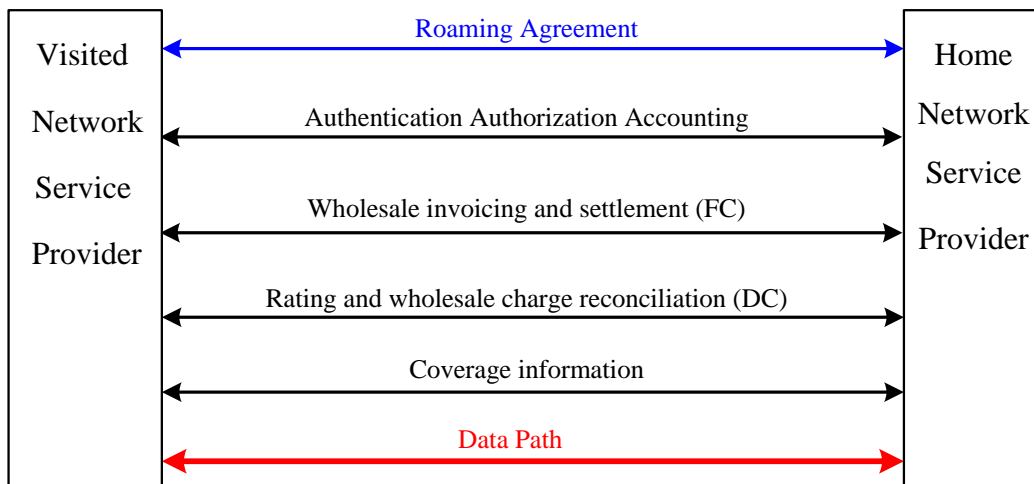 Visited
Network
Service
Provider
Roaming Agreement
Authentication Authorization Accounting
Wholesale invoicing and settlement (FC)
Rating and wholesale charge reconciliation (DC)
Coverage information
Data Path
Home
Network
Service
Provider